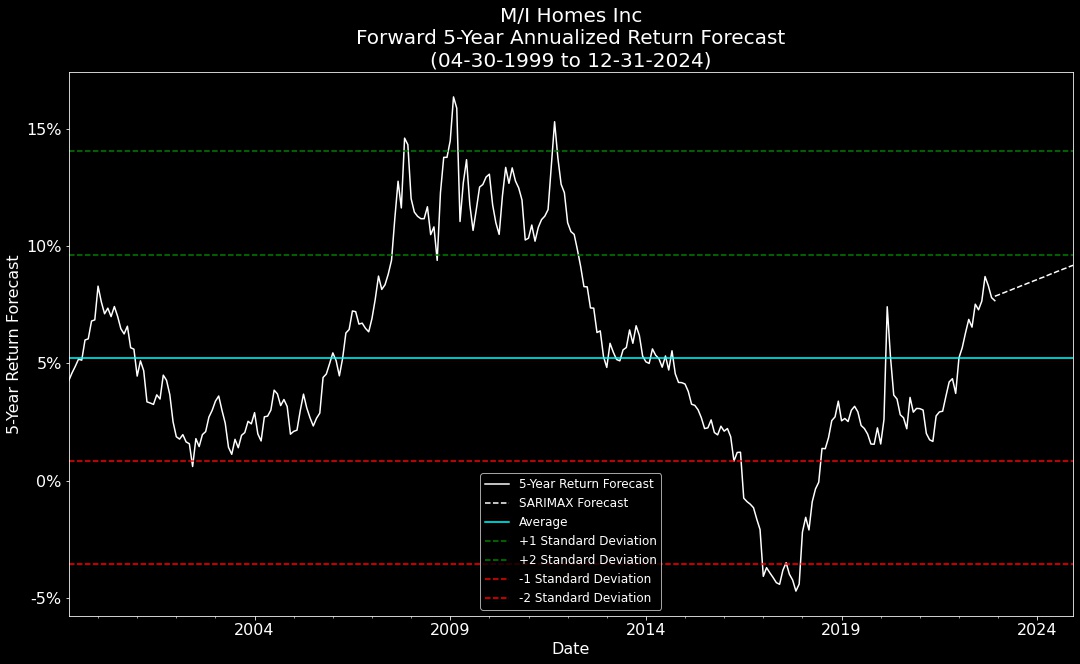 M/I Homes Inc
Forward 5-Year Annualized Return Forecast
(04-30-1999 to 12-31-2024)
5-Year Return Forecast
15%
10%
5%
0%
-5%
5-Year Return Forecast
SARIMAX Forecast
Average
+1 Standard Deviation
+2 Standard Deviation
-1 Standard Deviation
-2 Standard Deviation
2004 2009 2014 2019 2024
Date